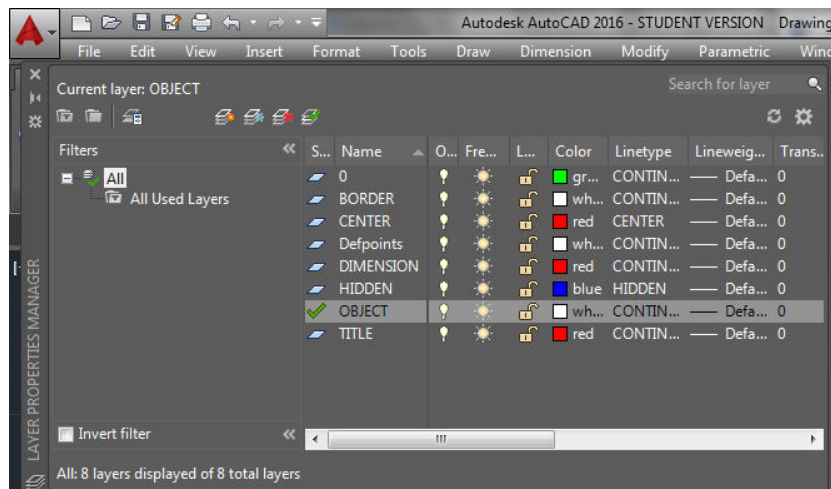 Autodesk AutoCAD 2016 - STUDENT VERSION Drawing
File Edit View Insert Format Tools Draw Dimension Modify Parametric Wind
Current layer: OBJECT Search for layer
Filters S... Name O... Fre... L... Color Linetype Lineweig... Trans..
All 0 gr... CONTIN... Defa... 0
All Used Layers BORDER wh... CONTIN... Defa... 0
CENTER red CENTER Defa... 0
Defpoints wh... CONTIN... Defa... 0
DIMENSION red CONTIN... Defa... 0
HIDDEN blue HIDDEN Defa... 0
OBJECT wh... CONTIN... Defa... 0
TITLE red CONTIN... Defa... 0
Invert filter
All: 8 layers displayed of 8 total layers
LAYER PROPERTIES MANAGER